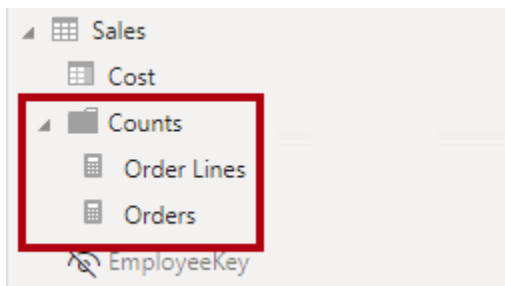 Sales
Cost
Counts
Order Lines
Orders
EmployeeKey